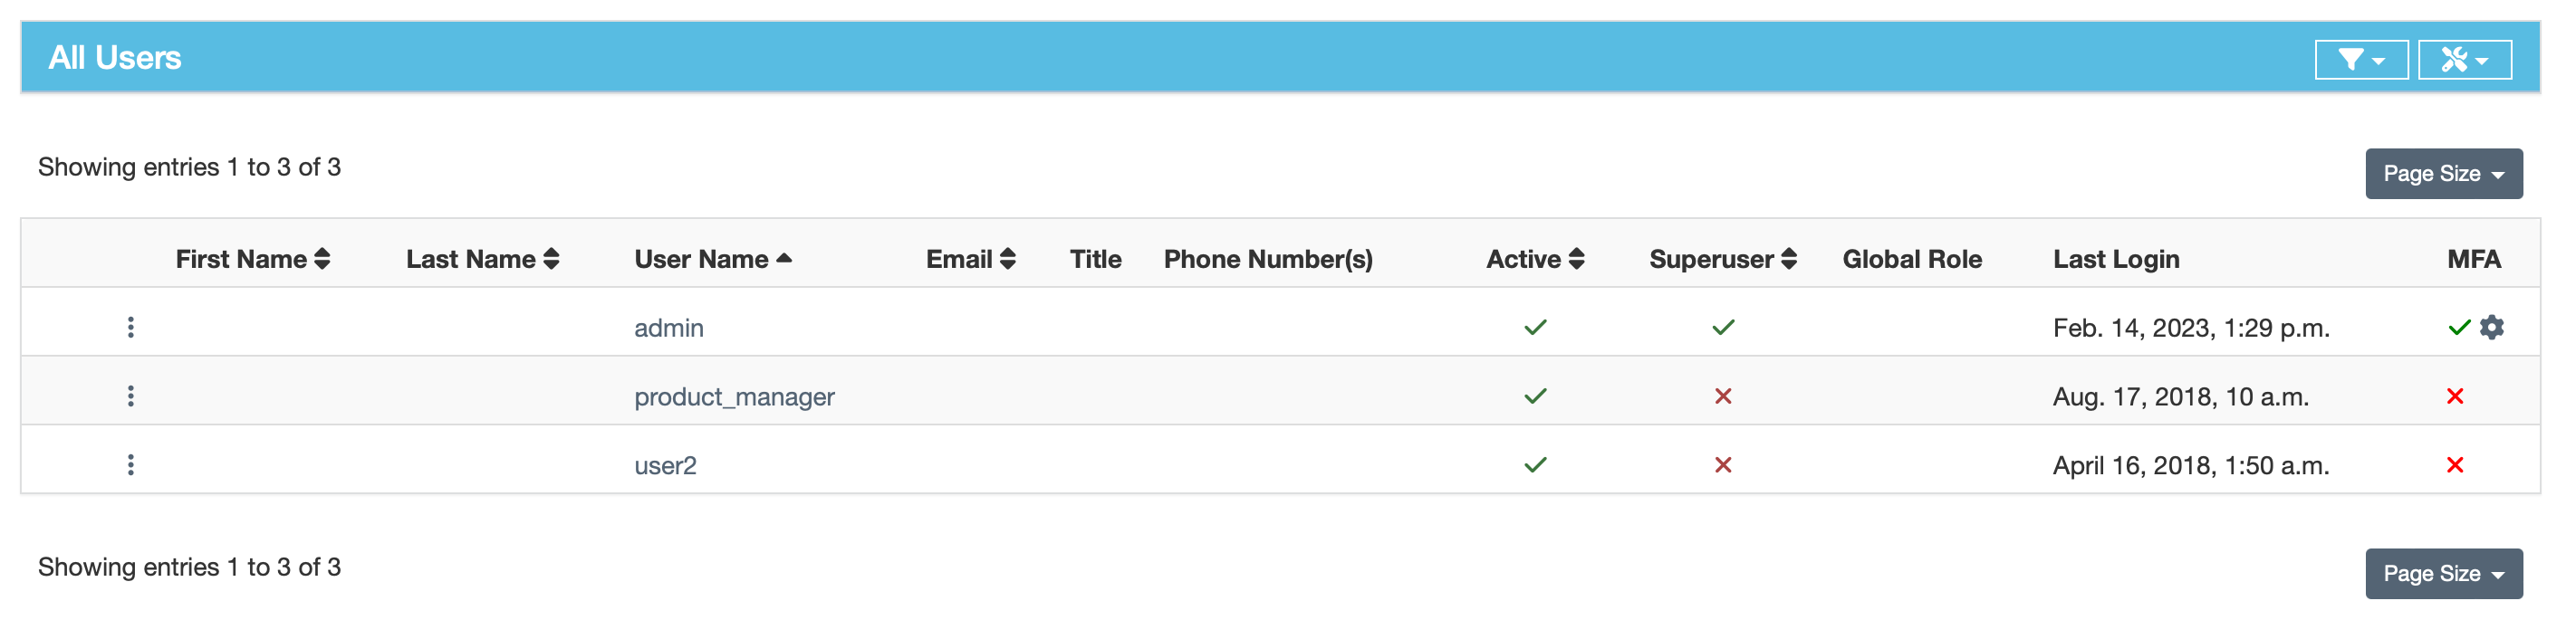 All Users
Showing entries 1 to 3 of 3
Page Size
First Name Last Name User Name Email Title Phone Number(s) Active Superuser Global Role Last Login MFA
admin Feb. 14, 2023, 1:29 p.m.
product_manager Aug. 17, 2018, 10 a.m.
user2 April 16, 2018, 1:50 a.m.
Showing entries 1 to 3 of 3
Page Size